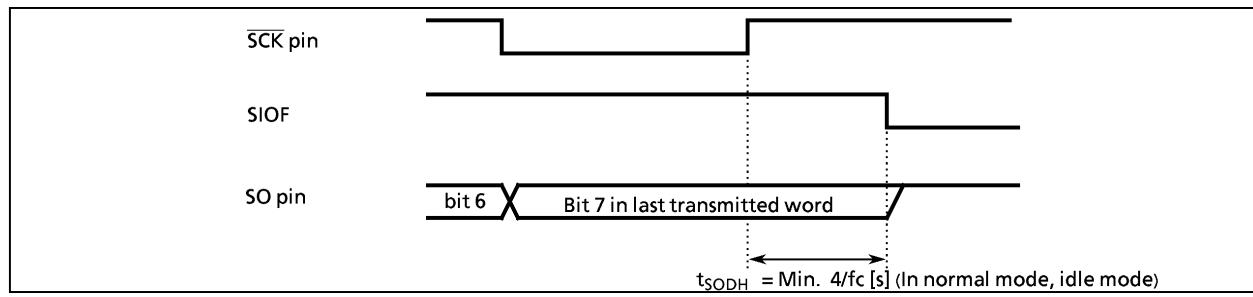 S̅C̅K̅ pin
SIOF
SO pin
bit 6
Bit 7 in last transmitted word
tSODH = Min. 4/fc [s] (In normal mode, idle mode)